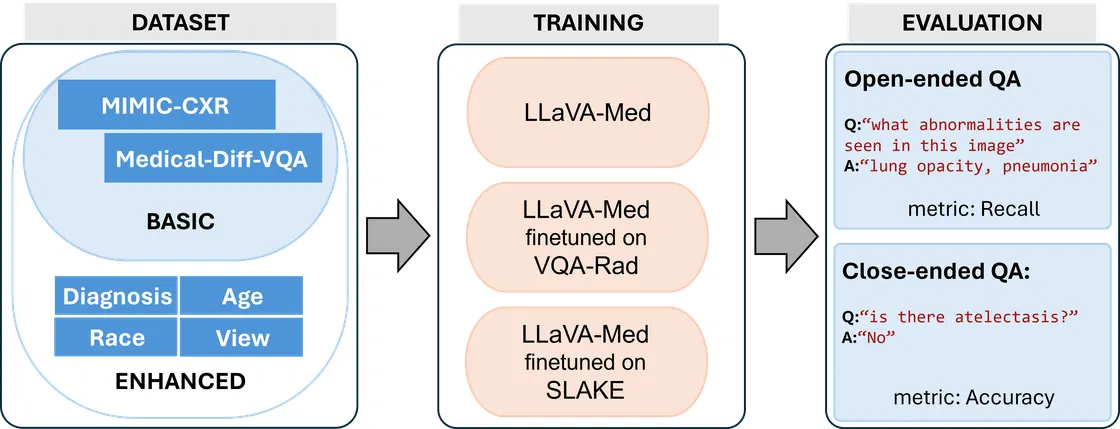 DATASET
MIMIC-CXR
Medical-Diff-VQA
BASIC
Diagnosis
Age
Race
View
ENHANCED
TRAINING
LLaVA-Med
LLaVA-Med
finetuned on
VQA-Rad
LLaVA-Med
finetuned on
SLAKE
EVALUATION
Open-ended QA
Q:“what abnormalities are
seen in this image”
A:“lung opacity, pneumonia”
metric: Recall
Close-ended QA:
Q:“is there atelectasis?”
A:“No”
metric: Accuracy